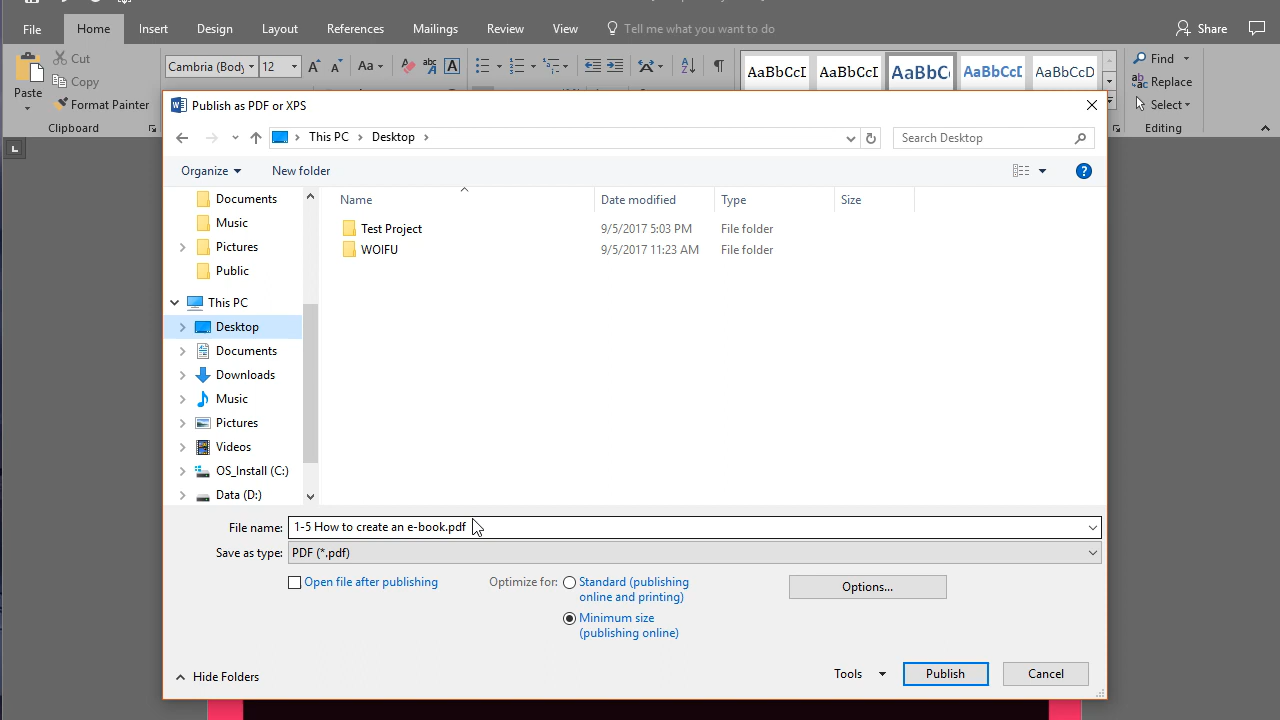 File Home Insert Design Layout References Mailings Review View Tell me what you want to do Share
Cut
Copy
Paste
Format Painter
Clipboard
Cambria (Body 12 Aa abc A
AaBbCcI AaBbCcI AaBbC AaBbCcI AaBbCcD
Find
Replace
Select
Editing
Publish as PDF or XPS
This PC Desktop
Search Desktop
Organize New folder
Documents
Music
Pictures
Public
This PC
Desktop
Documents
Downloads
Music
Pictures
Videos
OS_Install (C:)
Data (D:)
Name Date modified Type Size
Test Project 9/5/2017 5:03 PM File folder
WOIFU 9/5/2017 11:23 AM File folder
File name: 1-5 How to create an e-book.pdf
Save as type: PDF (*.pdf)
Open file after publishing
Optimize for: Standard (publishing
online and printing)
Minimum size
(publishing online)
Options...
Hide Folders
Tools Publish Cancel